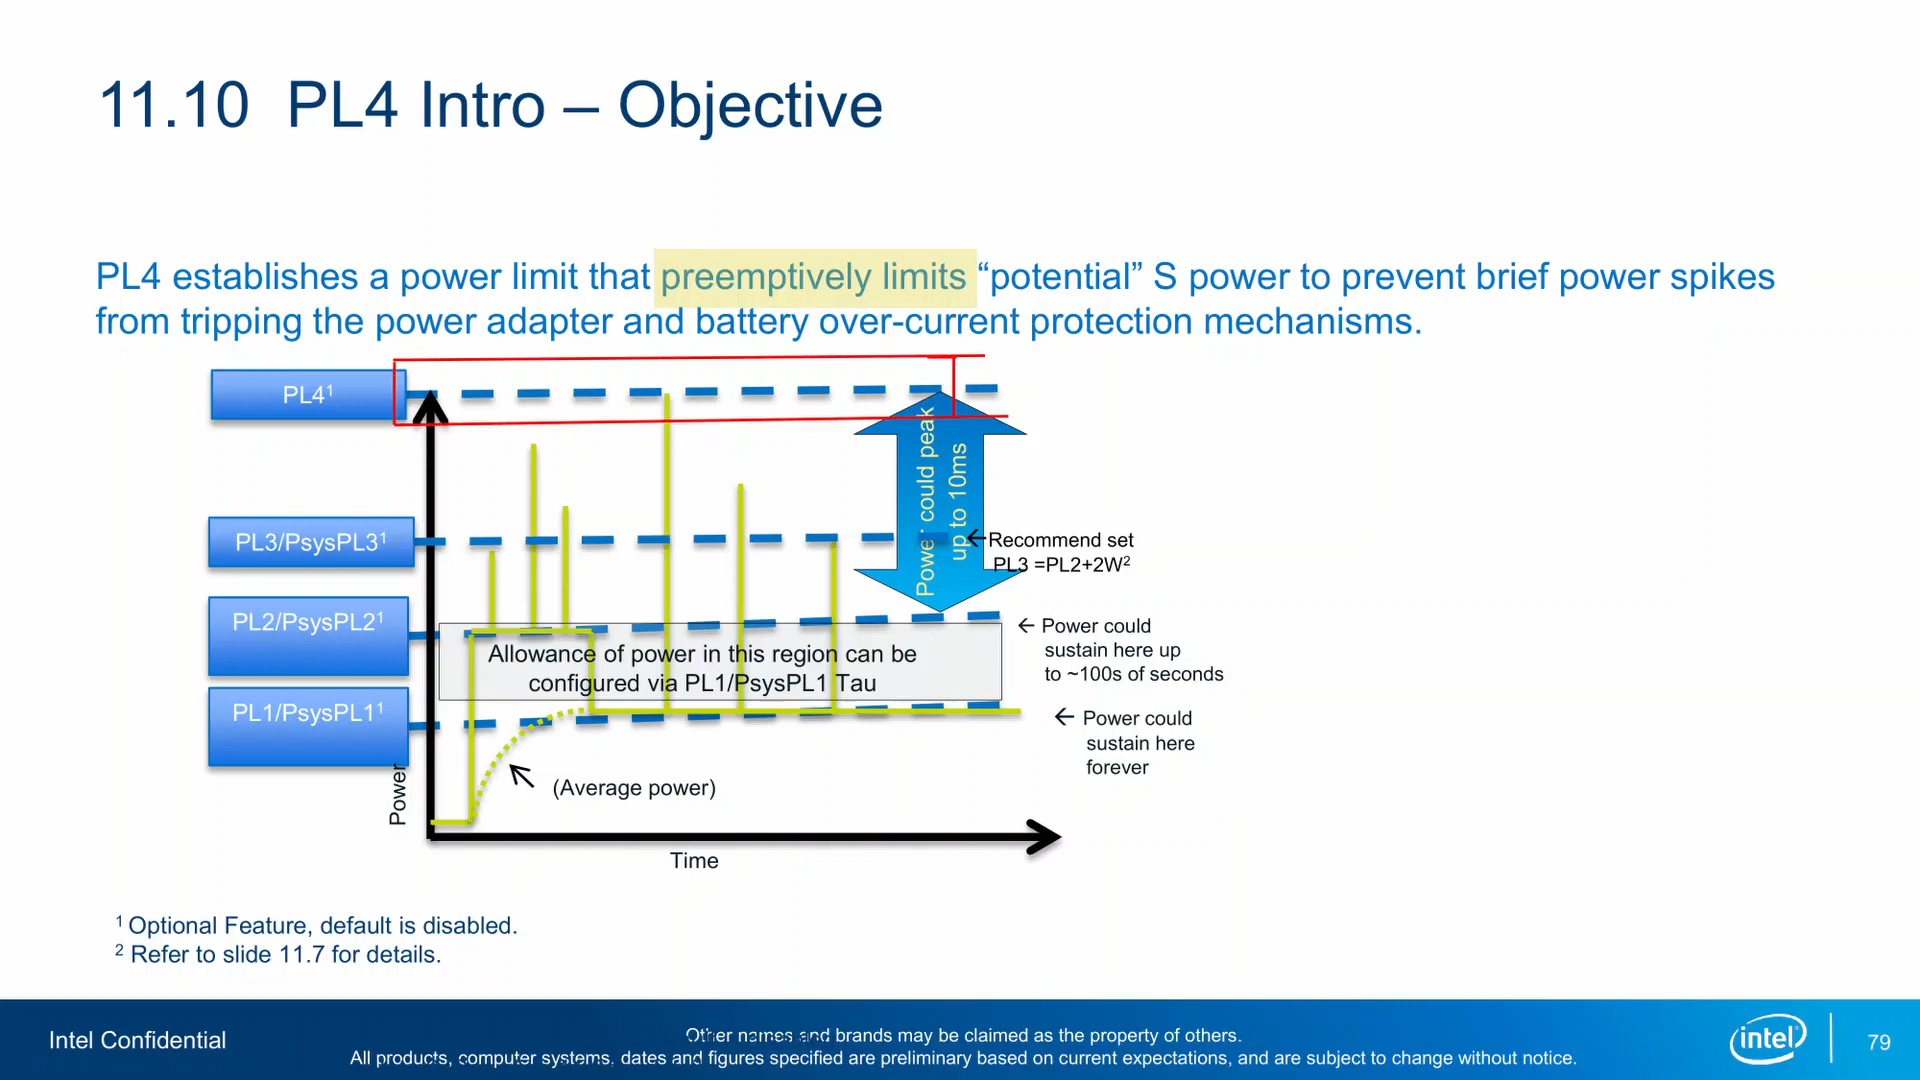 11.10 PL4 Intro – Objective
PL4 establishes a power limit that preemptively limits “potential” S power to prevent brief power spikes
from tripping the power adapter and battery over-current protection mechanisms.
PL4¹
PL3/PsysPL3¹
PL2/PsysPL2¹
PL1/PsysPL1¹
Power could peak
up to 10ms
← Recommend set
PL3 =PL2+2W²
← Power could
sustain here up
to ~100s of seconds
Allowance of power in this region can be
configured via PL1/PsysPL1 Tau
← Power could
sustain here
forever
(Average power)
Power
Time
¹ Optional Feature, default is disabled.
² Refer to slide 11.7 for details.
Intel Confidential
Other names and brands may be claimed as the property of others.
All products, computer systems, dates and figures specified are preliminary based on current expectations, and are subject to change without notice.
intel
79